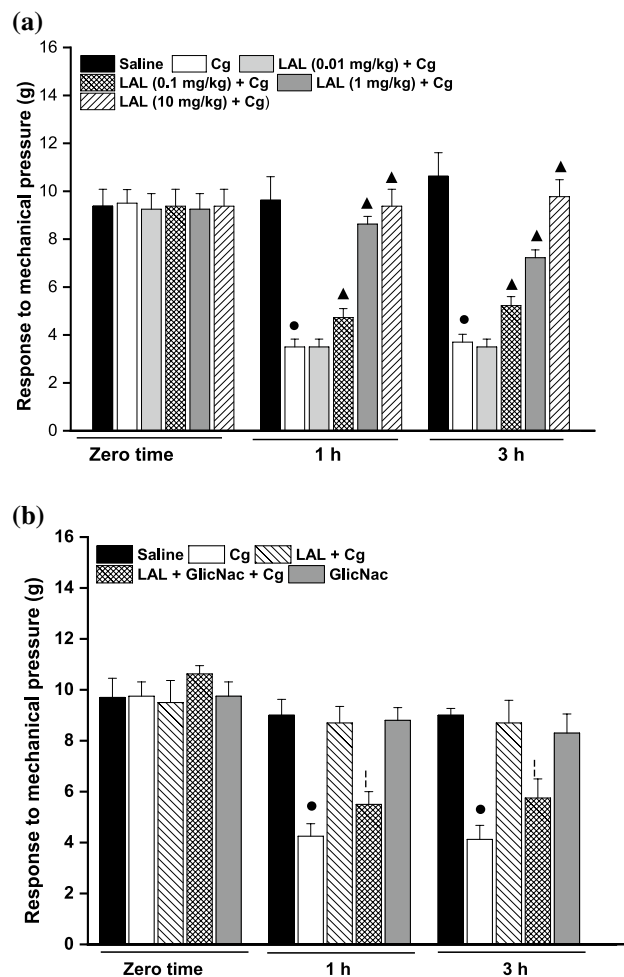 (a)
16
14
12
10
8
6
4
2
0
Response to mechanical pressure (g)
Saline Cg LAL (0.01 mg/kg) + Cg
LAL (0.1 mg/kg) + Cg LAL (1 mg/kg) + Cg
LAL (10 mg/kg) + Cg)
Zero time 1 h 3 h
(b)
16
14
12
10
8
6
4
2
0
Response to mechanical pressure (g)
Saline Cg LAL + Cg
LAL + GlicNac + Cg GlicNac
Zero time 1 h 3 h